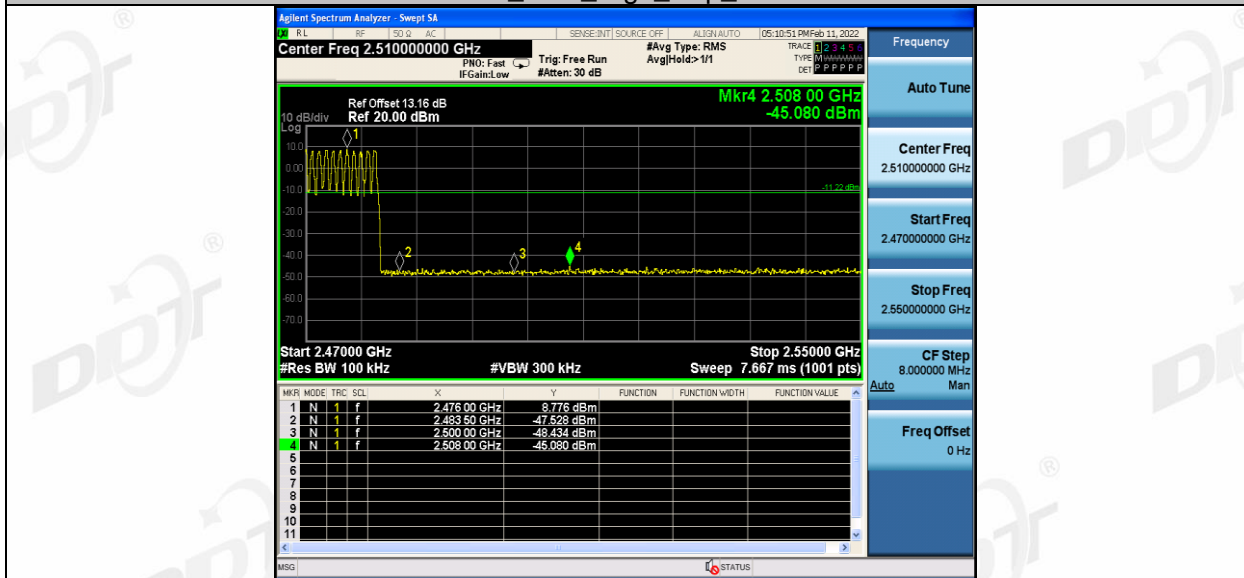 Agilent Spectrum Analyzer - Swept SA
RL RF 50 Ω AC SENSE:INT SOURCE OFF ALIGNAUTO 05:10:51 PM Feb 11, 2022
Center Freq 2.510000000 GHz
PNO: Fast
IFGain:Low
Trig: Free Run
#Atten: 30 dB
#Avg Type: RMS
Avg|Hold:>1/1
TRACE 1 2 3 4 5 6
TYPE M
DET P P P P P P
Mkr4 2.508 00 GHz
-45.080 dBm
Ref Offset 13.16 dB
10 dB/div Ref 20.00 dBm
Log
10.0
0.00
-10.0
-20.0
-30.0
-40.0
-50.0
-60.0
-70.0
1
2
3
4
-11.22 dBm
Start 2.47000 GHz Stop 2.55000 GHz
#Res BW 100 kHz #VBW 300 kHz Sweep 7.667 ms (1001 pts)
MKR MODE TRC SCL X Y FUNCTION FUNCTION WIDTH FUNCTION VALUE
1 N 1 f 2.476 00 GHz 8.776 dBm
2 N 1 f 2.483 50 GHz -47.528 dBm
3 N 1 f 2.500 00 GHz -48.434 dBm
4 N 1 f 2.508 00 GHz -45.080 dBm
5
6
7
8
9
10
11
MSG STATUS
Frequency
Auto Tune
Center Freq
2.510000000 GHz
Start Freq
2.470000000 GHz
Stop Freq
2.550000000 GHz
CF Step
8.000000 MHz
Auto Man
Freq Offset
0 Hz
DDT
®